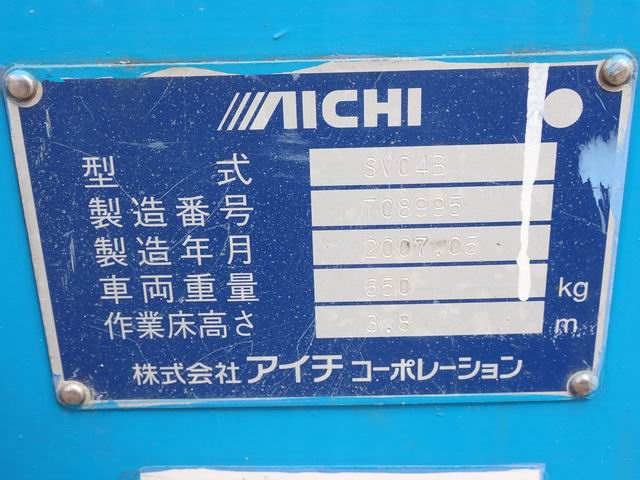 AICHI
型式 SV04B
製造番号 708995
製造年月 2007.05
車両重量 650 kg
作業床高さ 3.8 m
株式会社 アイチ コーポレーション